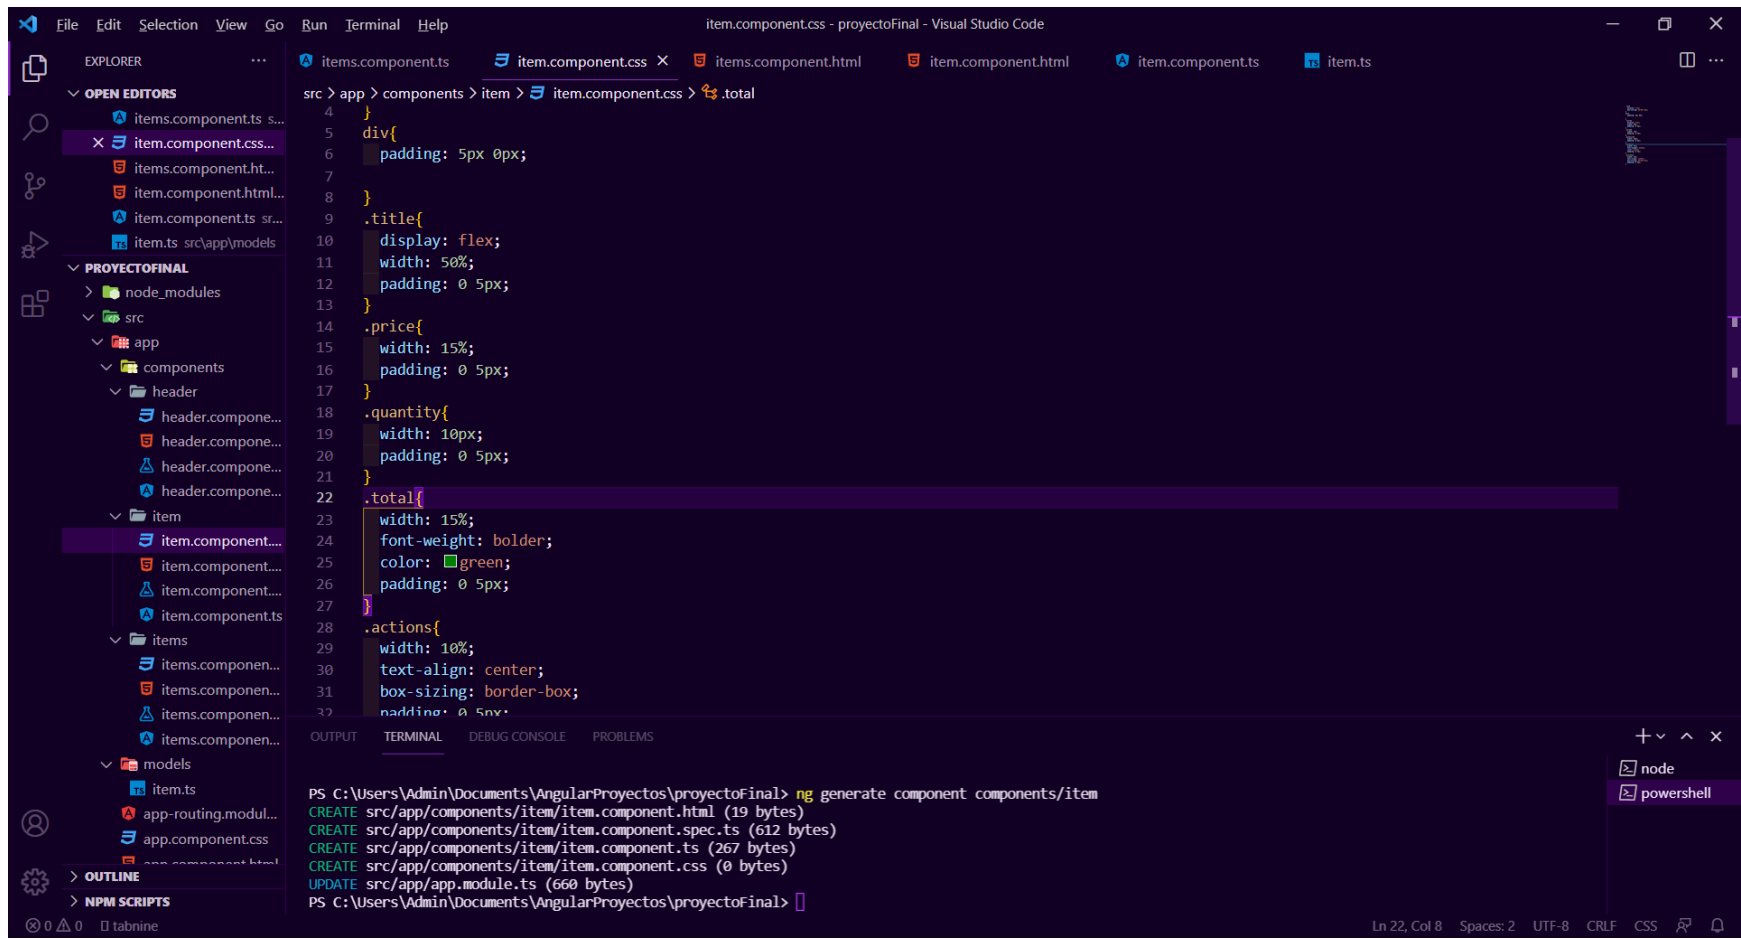 File Edit Selection View Go Run Terminal Help
item.component.css - proyectoFinal - Visual Studio Code
EXPLORER
items.component.ts
item.component.css
items.component.html
item.component.html
item.component.ts
item.ts
OPEN EDITORS
items.component.ts s...
item.component.css...
items.component.ht...
item.component.html...
item.component.ts sr...
item.ts src\app\models
PROYECTOFINAL
node_modules
src
app
components
header
header.compone...
header.compone...
header.compone...
header.compone...
item
item.component....
item.component....
item.component....
item.component.ts
items
items.componen...
items.componen...
items.componen...
items.componen...
models
item.ts
app-routing.modul...
app.component.css
app.component.html
OUTLINE
NPM SCRIPTS
src > app > components > item > item.component.css > .total
4 }
5 div{
6 padding: 5px 0px;
7
8 }
9 .title{
10 display: flex;
11 width: 50%;
12 padding: 0 5px;
13 }
14 .price{
15 width: 15%;
16 padding: 0 5px;
17 }
18 .quantity{
19 width: 10px;
20 padding: 0 5px;
21 }
22 .total{
23 width: 15%;
24 font-weight: bolder;
25 color: green;
26 padding: 0 5px;
27 }
28 .actions{
29 width: 10%;
30 text-align: center;
31 box-sizing: border-box;
32 padding: 0 5px;
OUTPUT TERMINAL DEBUG CONSOLE PROBLEMS
PS C:\Users\Admin\Documents\AngularProyectos\proyectoFinal> ng generate component components/item
CREATE src/app/components/item/item.component.html (19 bytes)
CREATE src/app/components/item/item.component.spec.ts (612 bytes)
CREATE src/app/components/item/item.component.ts (267 bytes)
CREATE src/app/components/item/item.component.css (0 bytes)
UPDATE src/app/app.module.ts (660 bytes)
PS C:\Users\Admin\Documents\AngularProyectos\proyectoFinal>
node
powershell
0 0 tabnine
Ln 22, Col 8 Spaces: 2 UTF-8 CRLF CSS